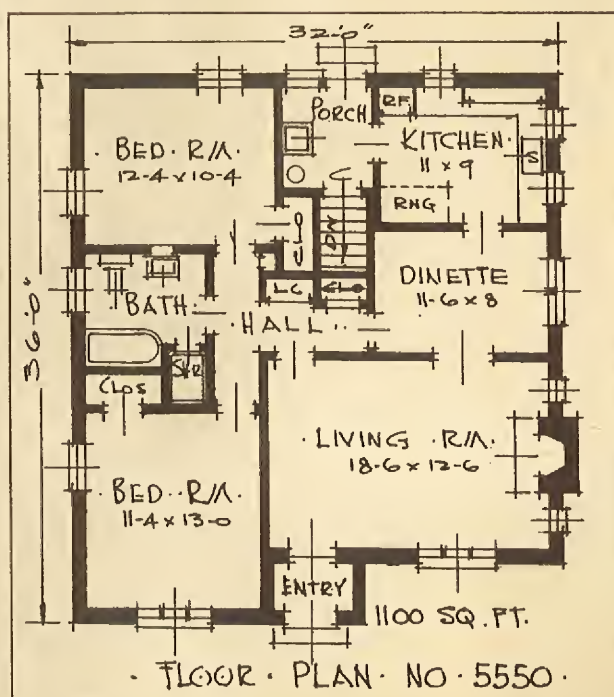 32'-0"
PORCH
RF
BED. R/M.
12-4 x 10-4
KITCHEN.
11 x 9
S
RNG
CLO
DN
36'-0"
BATH
DINETTE
11-6 x 8
L.C.
CLO
HALL
SHR
CLOS
LIVING R/M.
18-6 x 12-6
BED. R/M.
11-4 x 13-0
ENTRY
1100 SQ. FT.
FLOOR PLAN NO. 5550.